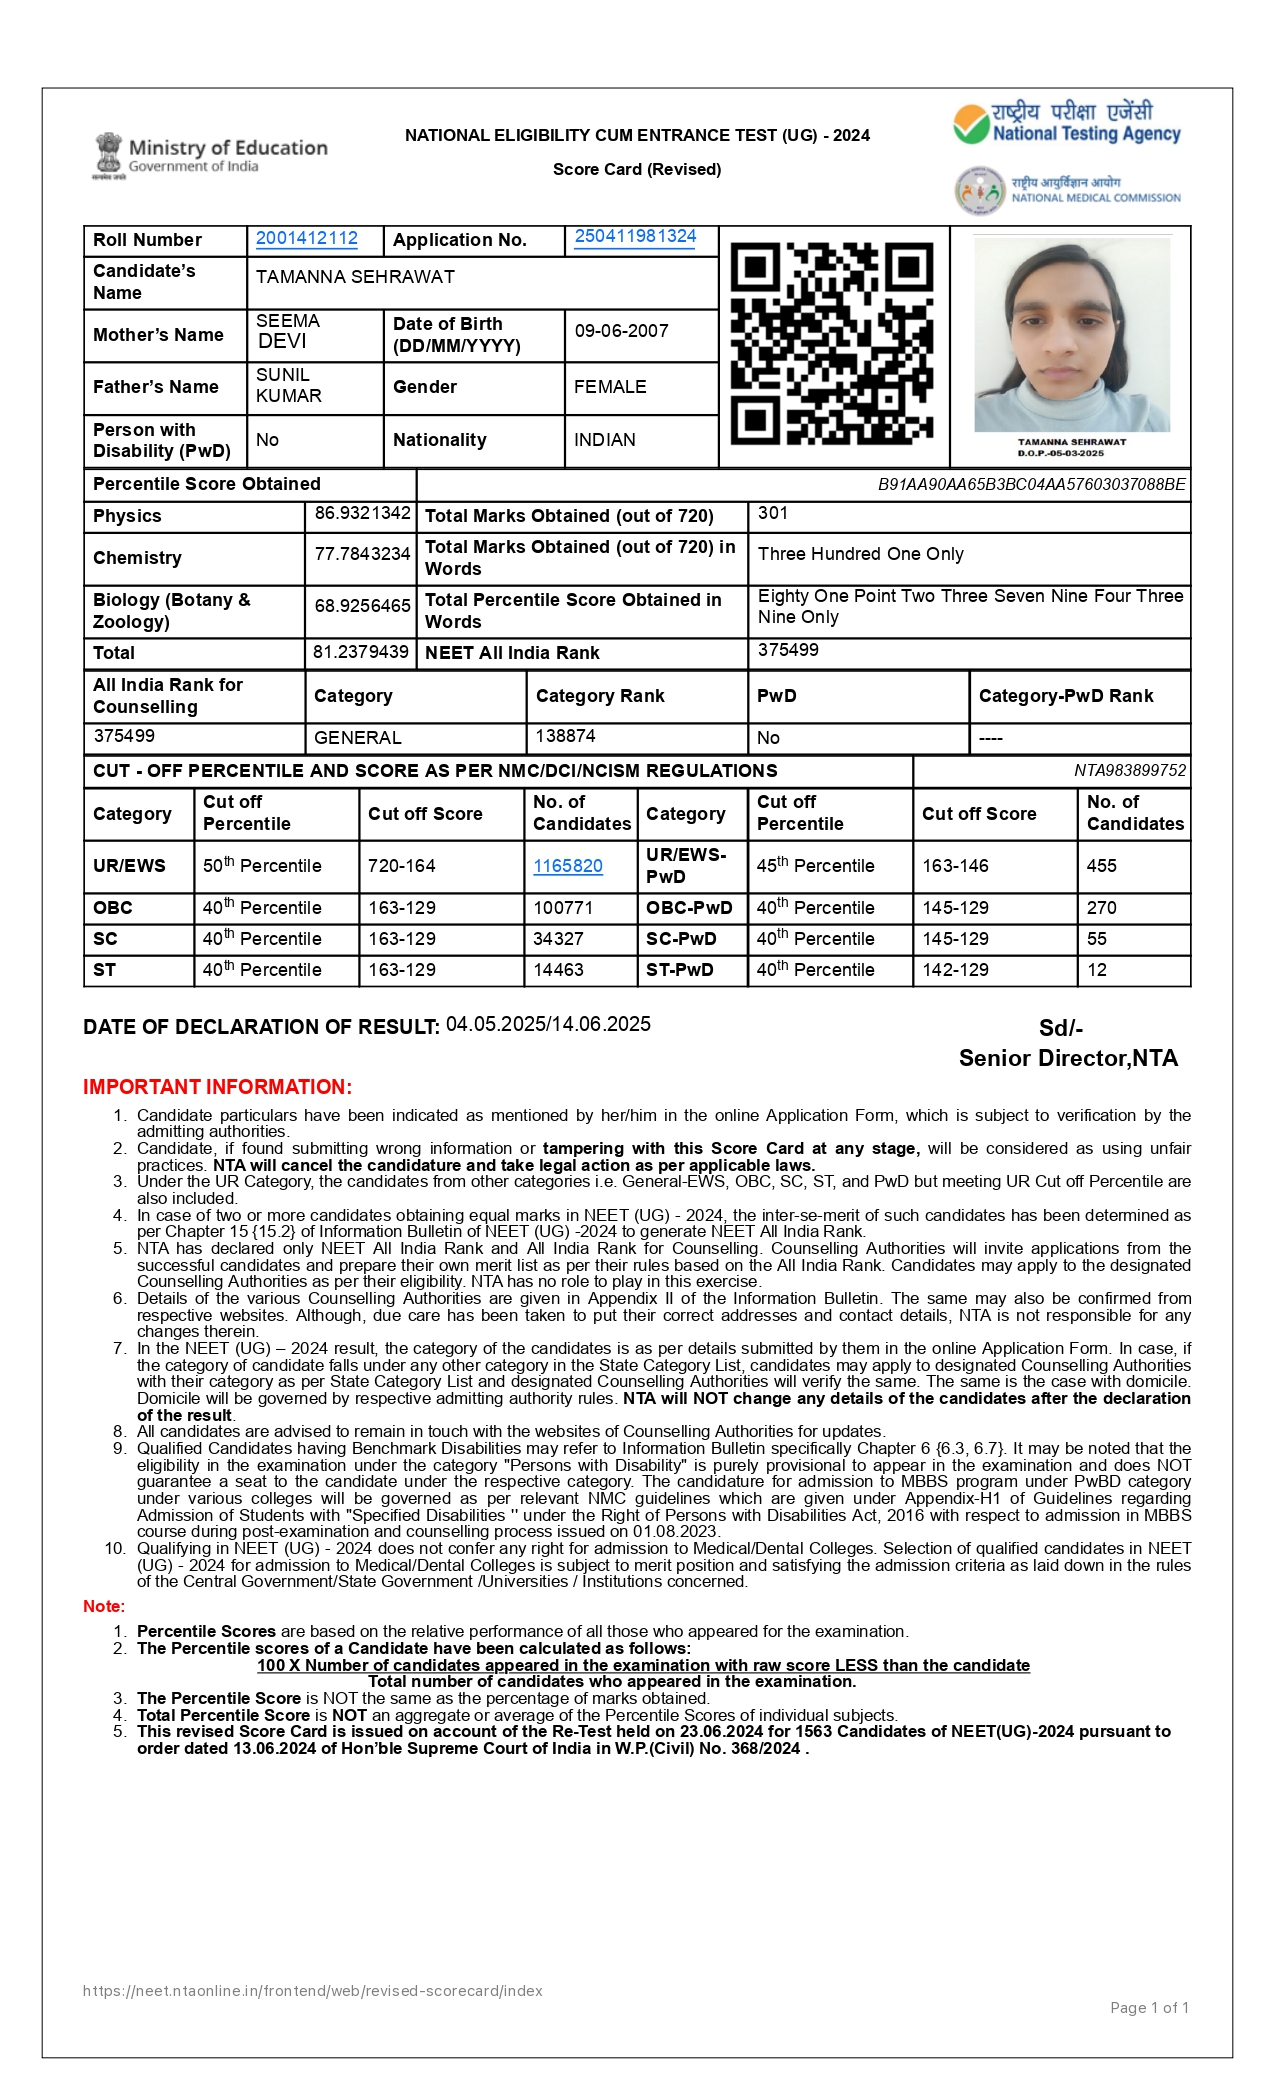 Ministry of Education
Government of India
सत्यमेव जयते
NATIONAL ELIGIBILITY CUM ENTRANCE TEST (UG) - 2024
Score Card (Revised)
राष्ट्रीय परीक्षा एजेंसी
National Testing Agency
राष्ट्रीय आयुर्विज्ञान आयोग
NATIONAL MEDICAL COMMISSION
Roll Number 2001412112 Application No. 250411981324
Candidate’s Name TAMANNA SEHRAWAT
Mother’s Name SEEMA DEVI Date of Birth (DD/MM/YYYY) 09-06-2007
Father’s Name SUNIL KUMAR Gender FEMALE
Person with Disability (PwD) No Nationality INDIAN
TAMANNA SEHRAWAT
D.O.P.-05-03-2025
Percentile Score Obtained B91AA90AA65B3BC04AA57603037088BE
Physics 86.9321342 Total Marks Obtained (out of 720) 301
Chemistry 77.7843234 Total Marks Obtained (out of 720) in Words Three Hundred One Only
Biology (Botany & Zoology) 68.9256465 Total Percentile Score Obtained in Words Eighty One Point Two Three Seven Nine Four Three Nine Only
Total 81.2379439 NEET All India Rank 375499
All India Rank for Counselling Category Category Rank PwD Category-PwD Rank
375499 GENERAL 138874 No ----
CUT - OFF PERCENTILE AND SCORE AS PER NMC/DCI/NCISM REGULATIONS NTA983899752
Category Cut off Percentile Cut off Score No. of Candidates Category Cut off Percentile Cut off Score No. of Candidates
UR/EWS 50th Percentile 720-164 1165820 UR/EWS-PwD 45th Percentile 163-146 455
OBC 40th Percentile 163-129 100771 OBC-PwD 40th Percentile 145-129 270
SC 40th Percentile 163-129 34327 SC-PwD 40th Percentile 145-129 55
ST 40th Percentile 163-129 14463 ST-PwD 40th Percentile 142-129 12
DATE OF DECLARATION OF RESULT: 04.05.2025/14.06.2025
Sd/-
Senior Director,NTA
IMPORTANT INFORMATION:
1. Candidate particulars have been indicated as mentioned by her/him in the online Application Form, which is subject to verification by the
admitting authorities.
2. Candidate, if found submitting wrong information or tampering with this Score Card at any stage, will be considered as using unfair
practices. NTA will cancel the candidature and take legal action as per applicable laws.
3. Under the UR Category, the candidates from other categories i.e. General-EWS, OBC, SC, ST, and PwD but meeting UR Cut off Percentile are
also included.
4. In case of two or more candidates obtaining equal marks in NEET (UG) - 2024, the inter-se-merit of such candidates has been determined as
per Chapter 15 {15.2} of Information Bulletin of NEET (UG) -2024 to generate NEET All India Rank.
5. NTA has declared only NEET All India Rank and All India Rank for Counselling. Counselling Authorities will invite applications from the
successful candidates and prepare their own merit list as per their rules based on the All India Rank. Candidates may apply to the designated
Counselling Authorities as per their eligibility. NTA has no role to play in this exercise.
6. Details of the various Counselling Authorities are given in Appendix II of the Information Bulletin. The same may also be confirmed from
respective websites. Although, due care has been taken to put their correct addresses and contact details, NTA is not responsible for any
changes therein.
7. In the NEET (UG) – 2024 result, the category of the candidates is as per details submitted by them in the online Application Form. In case, if
the category of candidate falls under any other category in the State Category List, candidates may apply to designated Counselling Authorities
with their category as per State Category List and designated Counselling Authorities will verify the same. The same is the case with domicile.
Domicile will be governed by respective admitting authority rules. NTA will NOT change any details of the candidates after the declaration
of the result.
8. All candidates are advised to remain in touch with the websites of Counselling Authorities for updates.
9. Qualified Candidates having Benchmark Disabilities may refer to Information Bulletin specifically Chapter 6 {6.3, 6.7}. It may be noted that the
eligibility in the examination under the category "Persons with Disability" is purely provisional to appear in the examination and does NOT
guarantee a seat to the candidate under the respective category. The candidature for admission to MBBS program under PwBD category
under various colleges will be governed as per relevant NMC guidelines which are given under Appendix-H1 of Guidelines regarding
Admission of Students with "Specified Disabilities '' under the Right of Persons with Disabilities Act, 2016 with respect to admission in MBBS
course during post-examination and counselling process issued on 01.08.2023.
10. Qualifying in NEET (UG) - 2024 does not confer any right for admission to Medical/Dental Colleges. Selection of qualified candidates in NEET
(UG) - 2024 for admission to Medical/Dental Colleges is subject to merit position and satisfying the admission criteria as laid down in the rules
of the Central Government/State Government /Universities / Institutions concerned.
Note:
1. Percentile Scores are based on the relative performance of all those who appeared for the examination.
2. The Percentile scores of a Candidate have been calculated as follows:
100 X Number of candidates appeared in the examination with raw score LESS than the candidate
Total number of candidates who appeared in the examination.
3. The Percentile Score is NOT the same as the percentage of marks obtained.
4. Total Percentile Score is NOT an aggregate or average of the Percentile Scores of individual subjects.
5. This revised Score Card is issued on account of the Re-Test held on 23.06.2024 for 1563 Candidates of NEET(UG)-2024 pursuant to
order dated 13.06.2024 of Hon’ble Supreme Court of India in W.P.(Civil) No. 368/2024 .
https://neet.ntaonline.in/frontend/web/revised-scorecard/index
Page 1 of 1